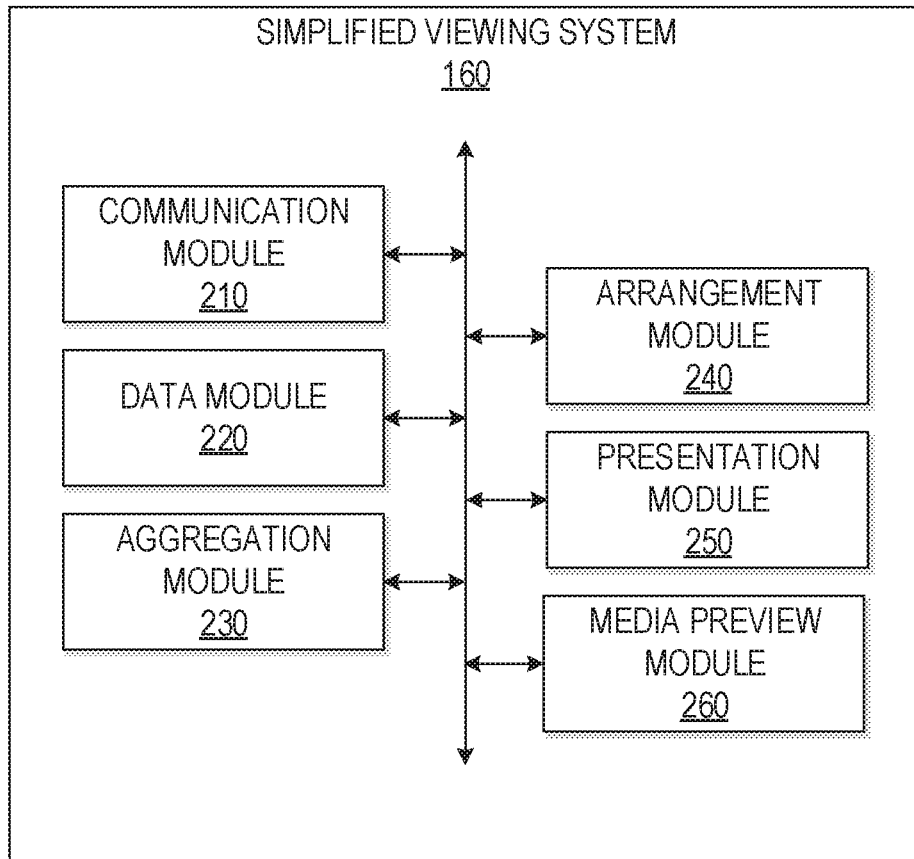 SIMPLIFIED VIEWING SYSTEM
160
COMMUNICATION
MODULE
210
DATA MODULE
220
AGGREGATION
MODULE
230
ARRANGEMENT
MODULE
240
PRESENTATION
MODULE
250
MEDIA PREVIEW
MODULE
260